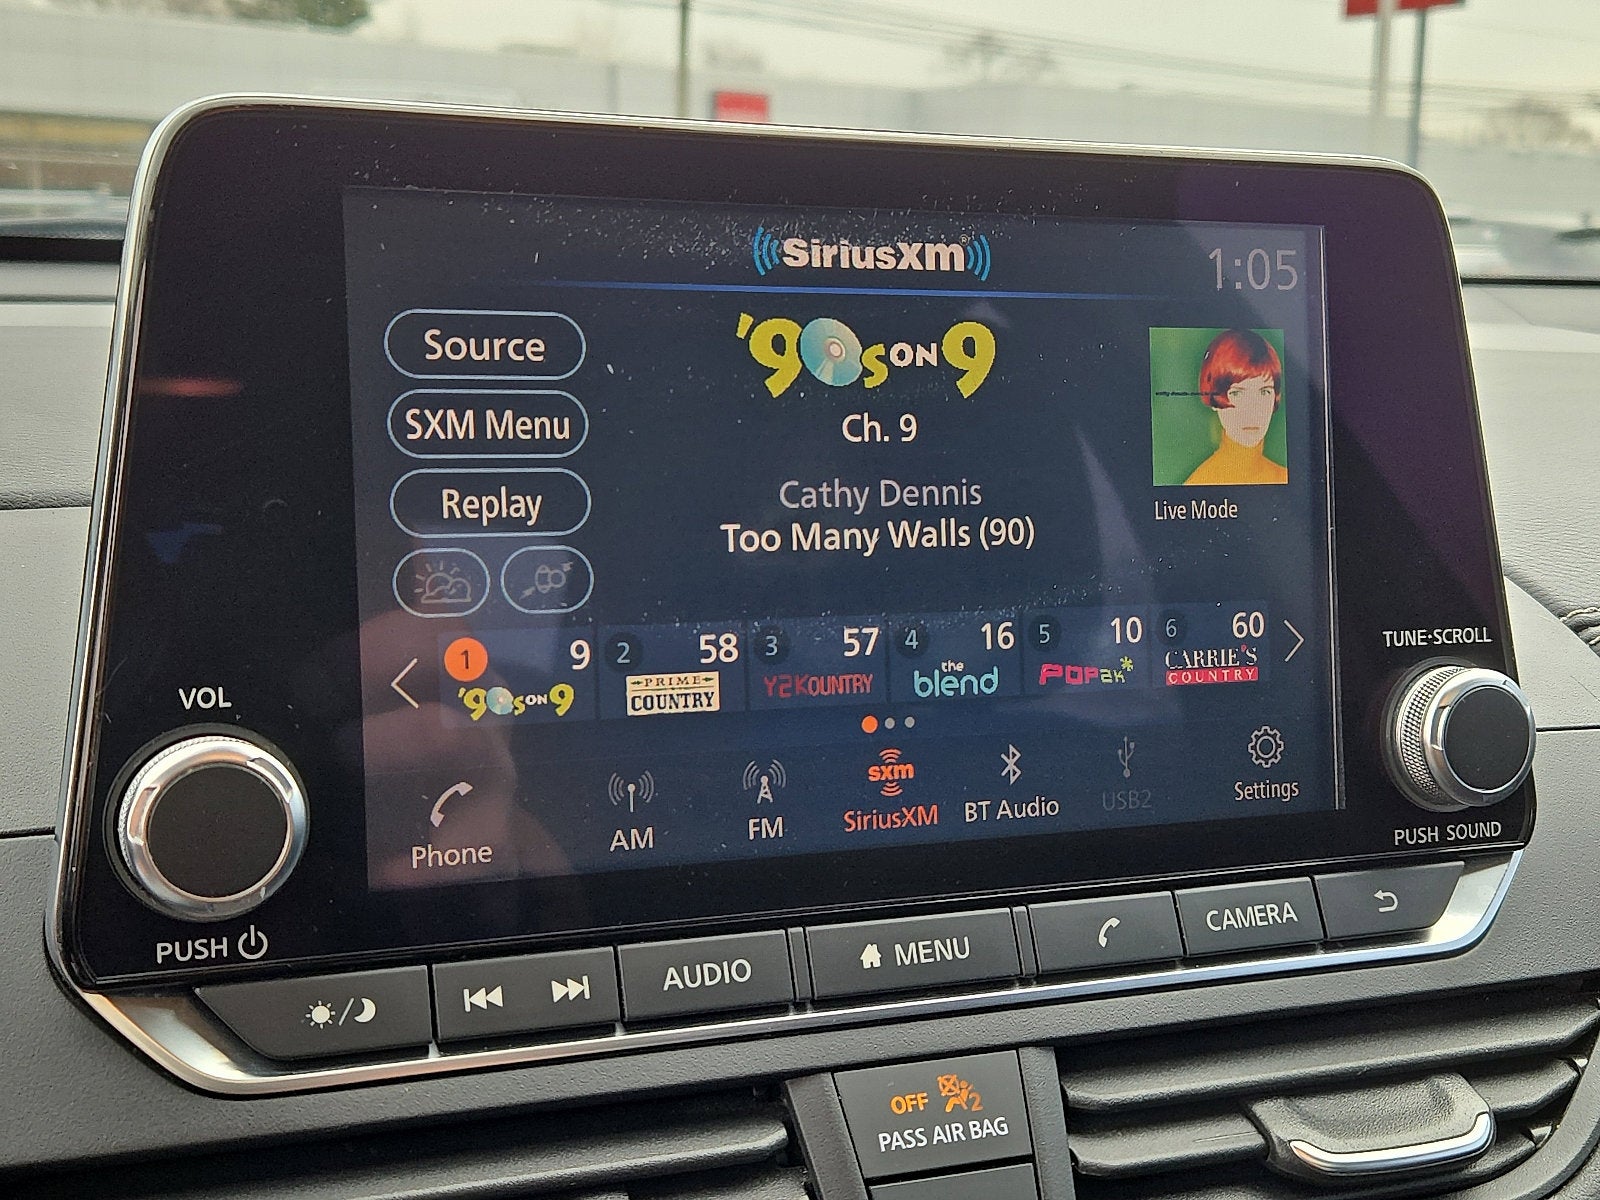 SiriusXM
1:05
Source
SXM Menu
Replay
'90s ON 9
Ch. 9
Cathy Dennis
Too Many Walls (90)
Live Mode
1 9 '90s ON 9
2 58 PRIME COUNTRY
3 57 Y2KOUNTRY
4 16 the blend
5 10 POP2K
6 60 CARRIE'S COUNTRY
Phone
AM
FM
sxm
SiriusXM
BT Audio
USB2
Settings
VOL
PUSH
TUNE·SCROLL
PUSH SOUND
AUDIO
MENU
CAMERA
OFF 2
PASS AIR BAG